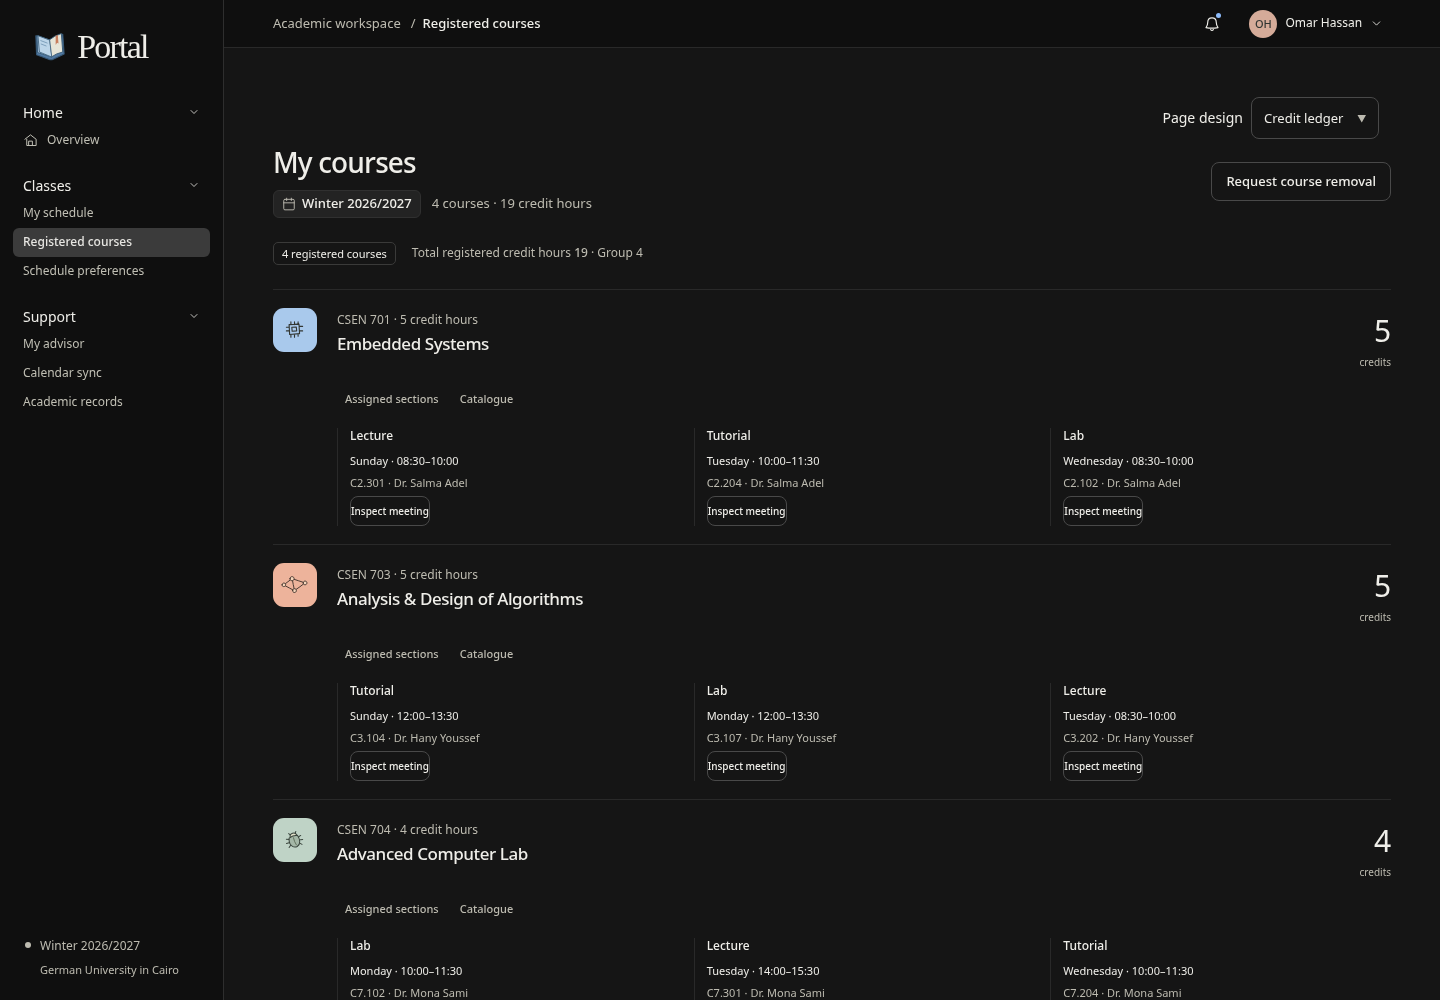 Portal
Home
Overview
Classes
My schedule
Registered courses
Schedule preferences
Support
My advisor
Calendar sync
Academic records
Winter 2026/2027
German University in Cairo
Academic workspace / Registered courses
OH Omar Hassan
Page design Credit ledger
My courses
Request course removal
Winter 2026/2027 4 courses · 19 credit hours
4 registered courses Total registered credit hours 19 · Group 4
CSEN 701 · 5 credit hours
Embedded Systems
5
credits
Assigned sections Catalogue
Lecture
Sunday · 08:30–10:00
C2.301 · Dr. Salma Adel
Inspect meeting
Tutorial
Tuesday · 10:00–11:30
C2.204 · Dr. Salma Adel
Inspect meeting
Lab
Wednesday · 08:30–10:00
C2.102 · Dr. Salma Adel
Inspect meeting
CSEN 703 · 5 credit hours
Analysis & Design of Algorithms
5
credits
Assigned sections Catalogue
Tutorial
Sunday · 12:00–13:30
C3.104 · Dr. Hany Youssef
Inspect meeting
Lab
Monday · 12:00–13:30
C3.107 · Dr. Hany Youssef
Inspect meeting
Lecture
Tuesday · 08:30–10:00
C3.202 · Dr. Hany Youssef
Inspect meeting
CSEN 704 · 4 credit hours
Advanced Computer Lab
4
credits
Assigned sections Catalogue
Lab
Monday · 10:00–11:30
C7.102 · Dr. Mona Sami
Lecture
Tuesday · 14:00–15:30
C7.301 · Dr. Mona Sami
Tutorial
Wednesday · 10:00–11:30
C7.204 · Dr. Mona Sami